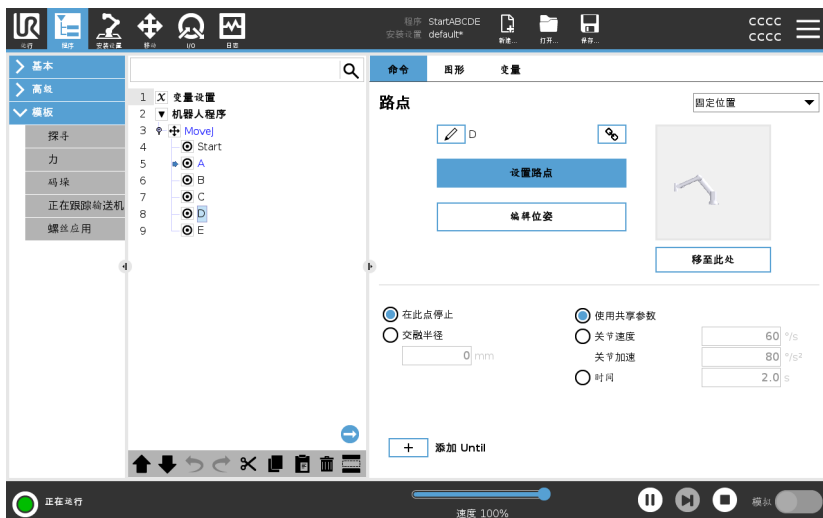 UR
程序 StartABCDE
安装设置 default*
cccc
cccc
运行 程序 安装设置 移动 I/O 日志 新建... 打开... 保存...
基本
高级
模板
探寻
力
码垛
正在跟踪输送机
螺丝应用
1 X 变量设置
2 机器人程序
3 MoveJ
4 Start
5 A
6 B
7 C
8 D
9 E
命令 图形 变量
路点
固定位置
D
设置路点
编辑位姿
移至此处
在此点停止
交融半径
0 mm
使用共享参数
关节速度 60 °/s
关节加速 80 °/s²
时间 2.0 s
+ 添加 Until
正在运行
速度 100%
模拟